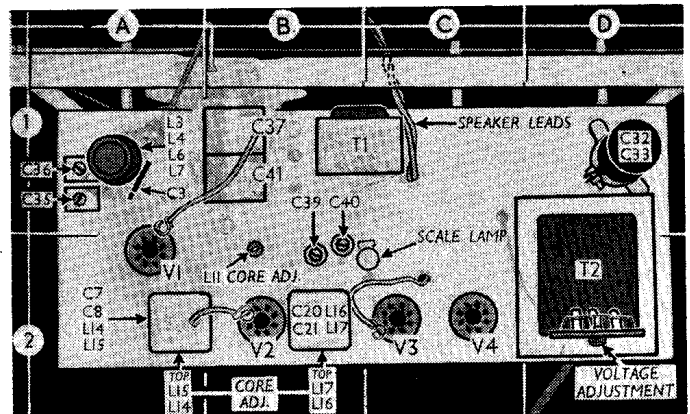 A B C D
1
2
L3
L4
L6
L7
C3
C36
C35
C37
C41
T1
SPEAKER LEADS
C32
C33
C39 C40
SCALE LAMP
V1
L11 CORE ADJ.
T2
C7
C8
L14
L15
V2
C20 L16
C21 L17
V3
V4
TOP
L15
L14
CORE
ADJ.
TOP
L17
L16
VOLTAGE
ADJUSTMENT